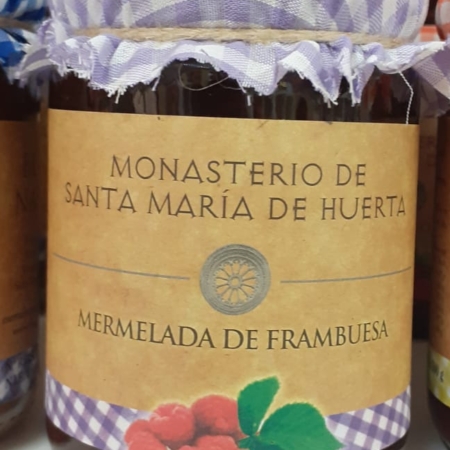 MONASTERIO DE
SANTA MARÍA DE HUERTA
MERMELADA DE FRAMBUESA